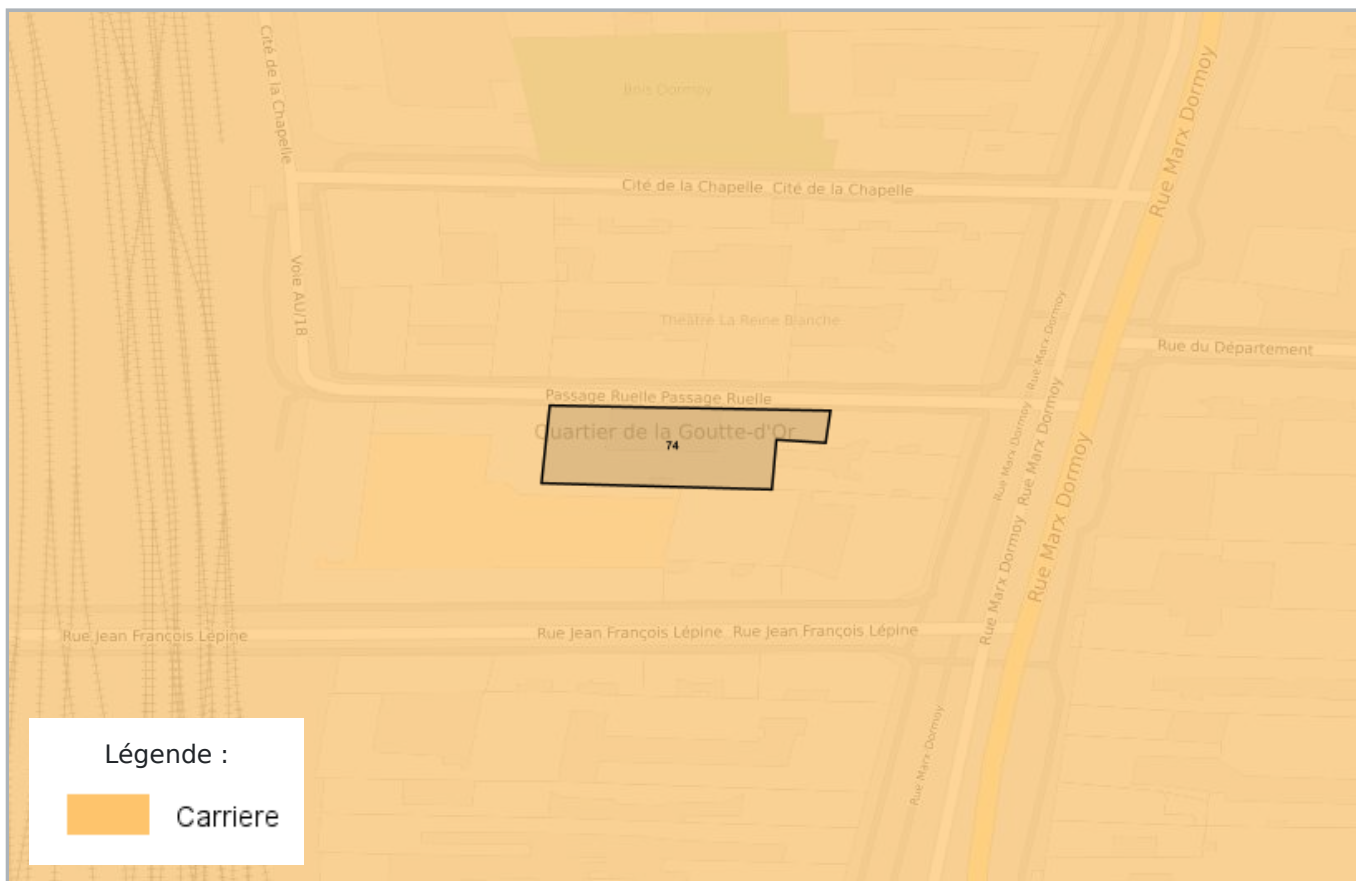 Cité de la Chapelle
Bois Dormoy
Rue Marx Dormoy
Cité de la Chapelle Cité de la Chapelle
Voie AU/18
Théâtre La Reine Blanche
Rue Marx Dormoy
Rue du Département
Passage Ruelle Passage Ruelle
Quartier de la Goutte-d'Or
74
Rue Marx Dormoy
Rue Marx Dormoy Rue Marx Dormoy
Rue Marx Dormoy
Rue Jean François Lépine
Rue Jean François Lépine Rue Jean François Lépine
Rue Marx Dormoy
Légende :
Carriere